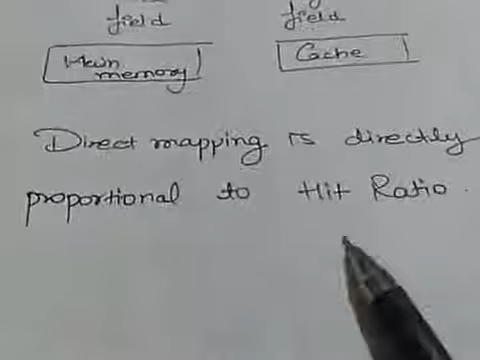 field field
Main Cache
memory
Direct mapping is directly
proportional to Hit Ratio.